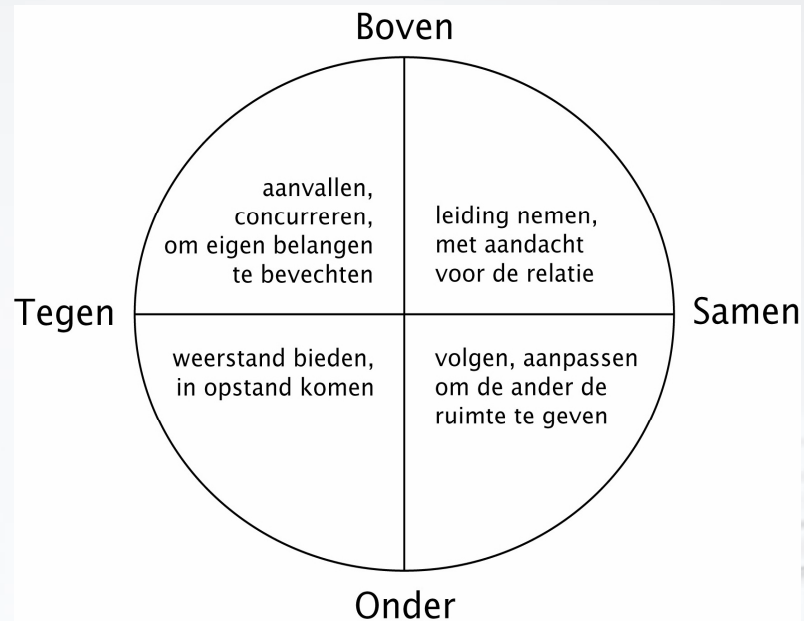 Boven
aanvallen,
concurreren,
om eigen belangen
te bevechten
leiding nemen,
met aandacht
voor de relatie
Tegen
Samen
weerstand bieden,
in opstand komen
volgen, aanpassen
om de ander de
ruimte te geven
Onder